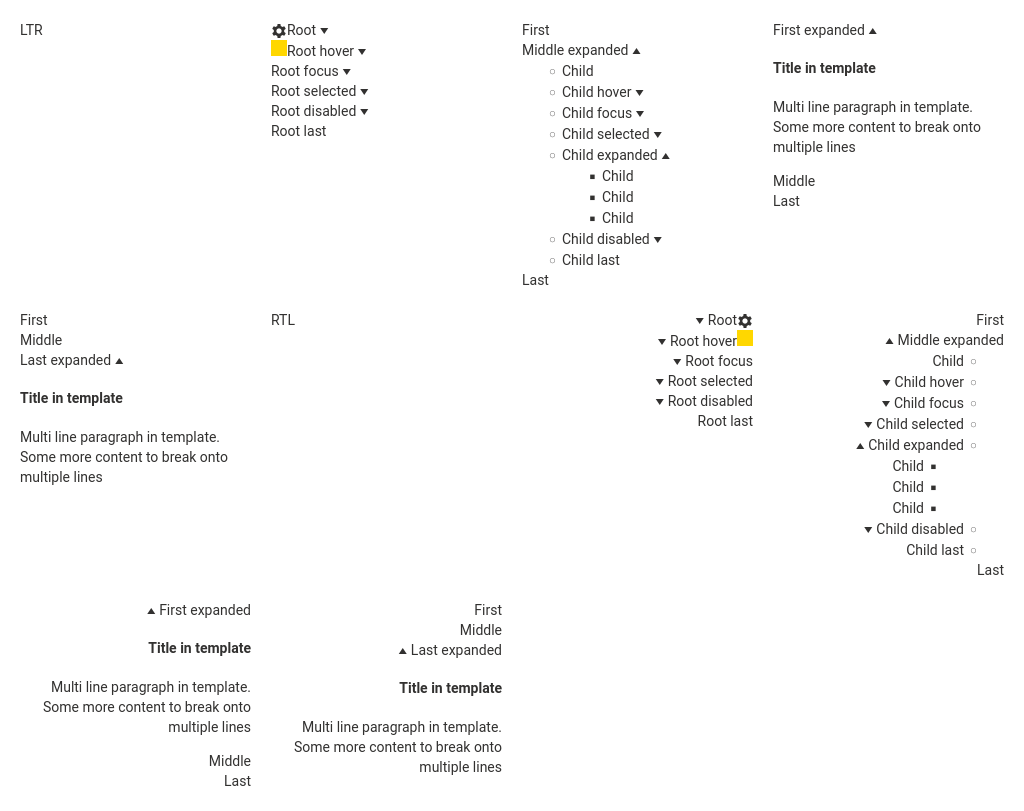 LTR
Root
Root hover
Root focus
Root selected
Root disabled
Root last
First
Middle expanded
Child
Child hover
Child focus
Child selected
Child expanded
Child
Child
Child
Child disabled
Child last
Last
First expanded
Title in template
Multi line paragraph in template.
Some more content to break onto
multiple lines
Middle
Last
First
Middle
Last expanded
Title in template
Multi line paragraph in template.
Some more content to break onto
multiple lines
RTL
Root
Root hover
Root focus
Root selected
Root disabled
Root last
First
Middle expanded
Child
Child hover
Child focus
Child selected
Child expanded
Child
Child
Child
Child disabled
Child last
Last
First expanded
Title in template
Multi line paragraph in template.
Some more content to break onto
multiple lines
Middle
Last
First
Middle
Last expanded
Title in template
Multi line paragraph in template.
Some more content to break onto
multiple lines